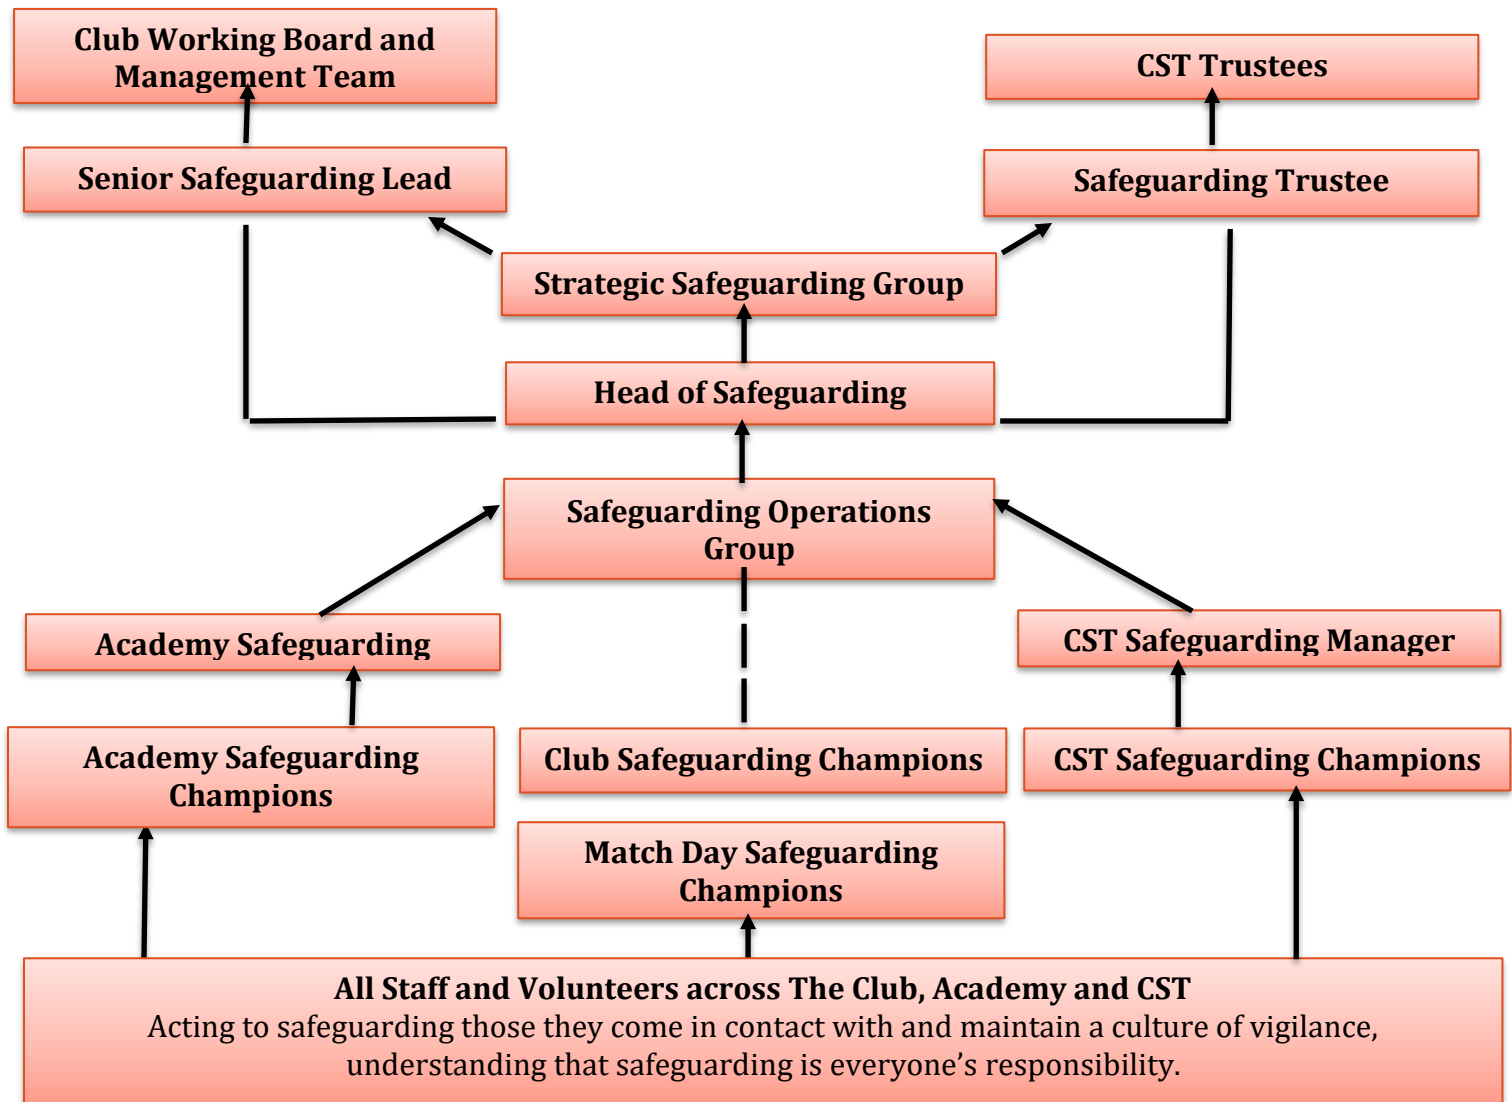 Club Working Board and
Management Team
CST Trustees
Senior Safeguarding Lead
Safeguarding Trustee
Strategic Safeguarding Group
Head of Safeguarding
Safeguarding Operations
Group
Academy Safeguarding
CST Safeguarding Manager
Academy Safeguarding
Champions
Club Safeguarding Champions
CST Safeguarding Champions
Match Day Safeguarding
Champions
All Staff and Volunteers across The Club, Academy and CST
Acting to safeguarding those they come in contact with and maintain a culture of vigilance,
understanding that safeguarding is everyone’s responsibility.